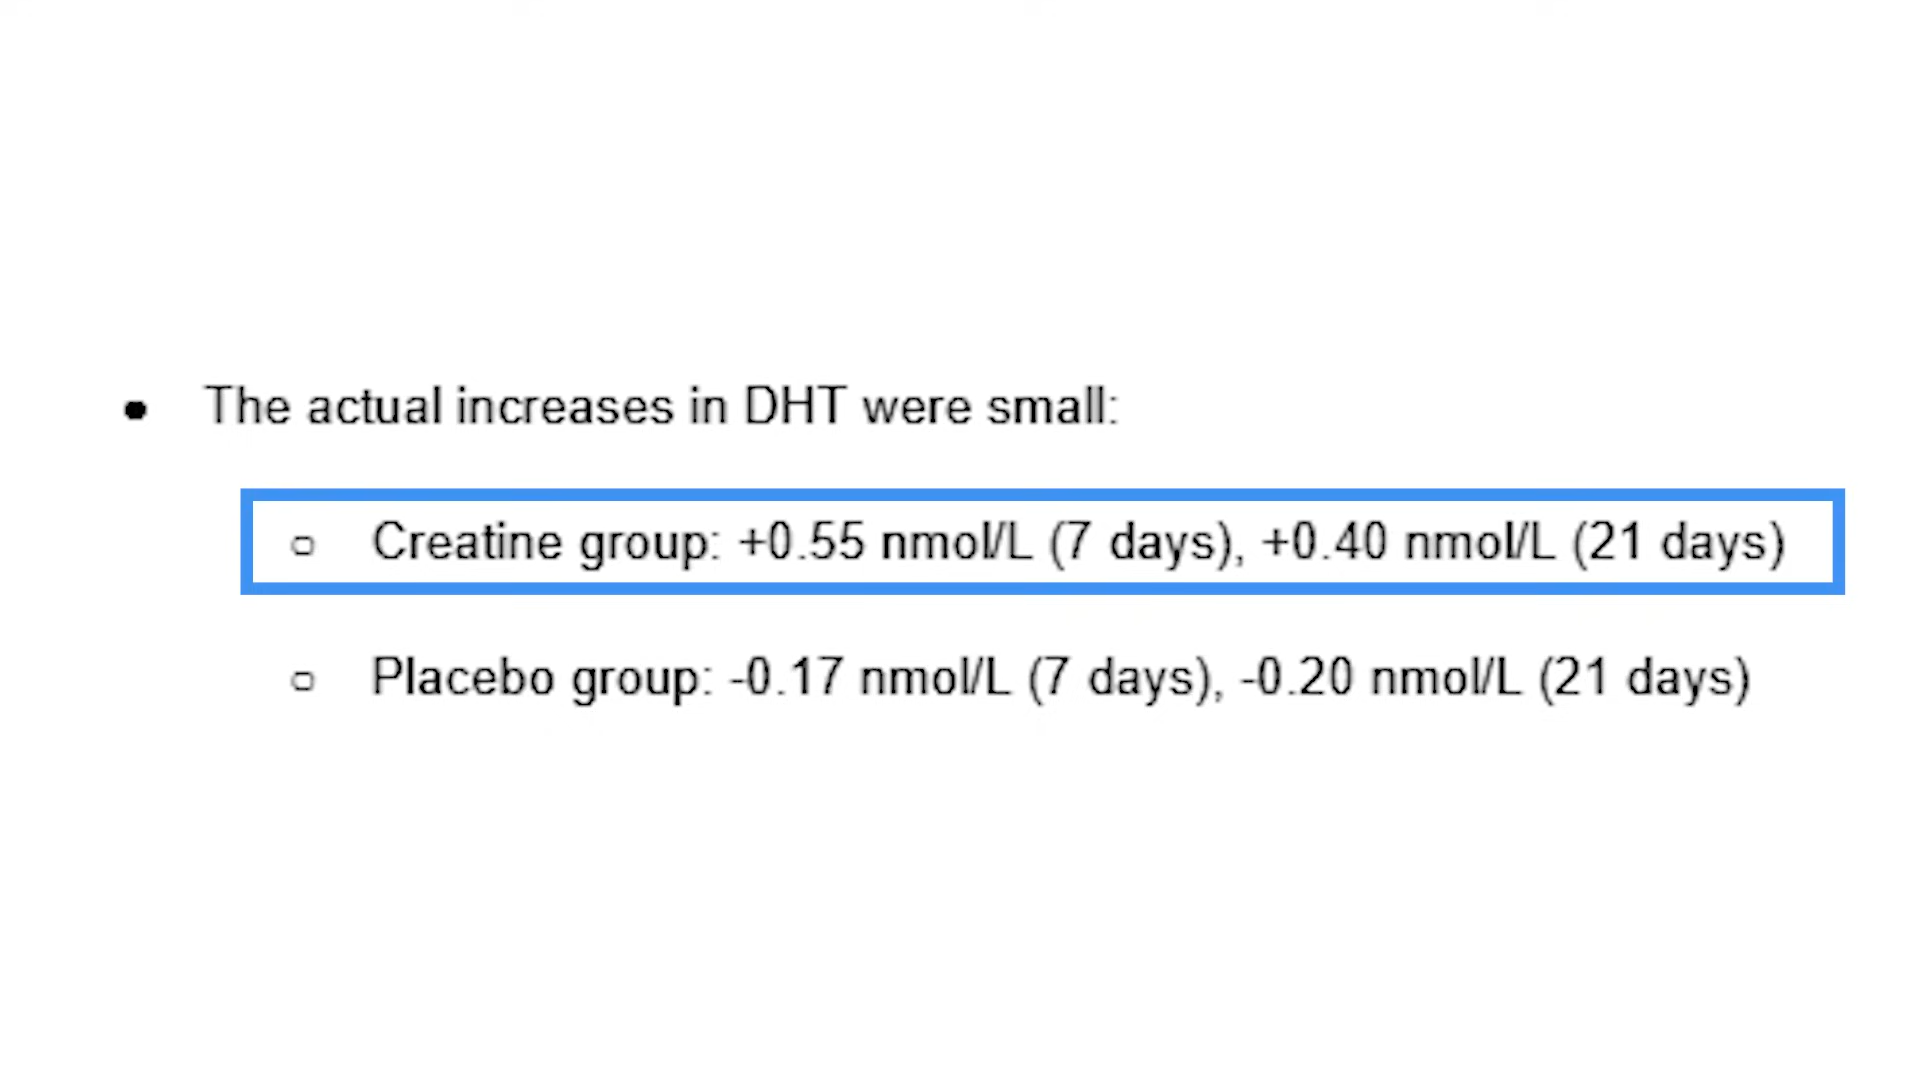 ● The actual increases in DHT were small:
○ Creatine group: +0.55 nmol/L (7 days), +0.40 nmol/L (21 days)
○ Placebo group: -0.17 nmol/L (7 days), -0.20 nmol/L (21 days)